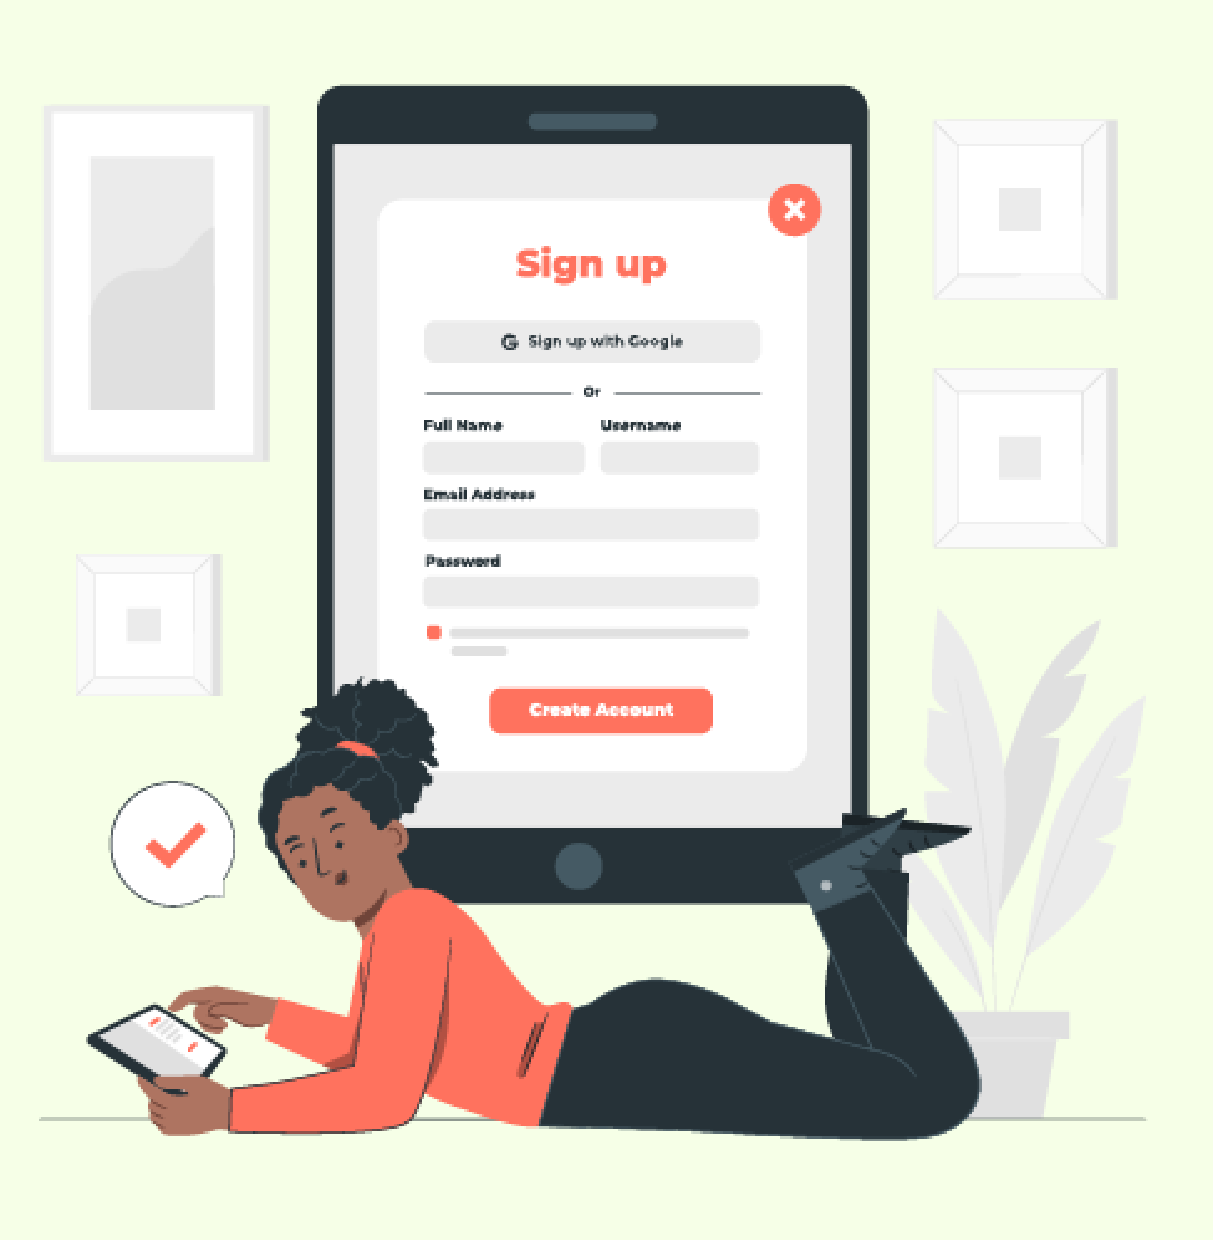 Sign up
G Sign up with Google
Or
Full Name Username
Email Address
Password
Create Account